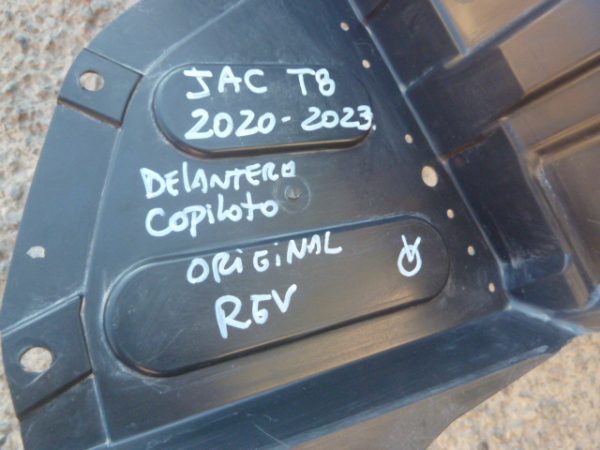 JAC T8
2020-2023.
DELANTERO
COPILOTO
ORIGINAL
REV